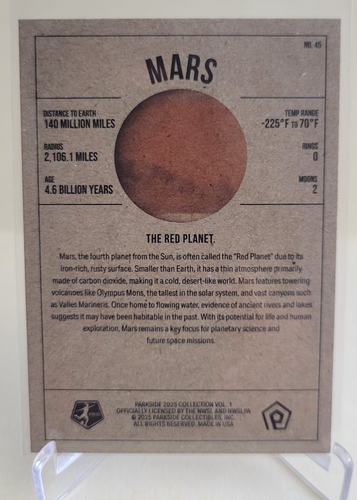 NO. 45
MARS
DISTANCE TO EARTH
140 MILLION MILES
RADIUS
2,106.1 MILES
AGE
4.6 BILLION YEARS
TEMP RANGE
-225°F TO 70°F
RINGS
0
MOONS
2
THE RED PLANET.
Mars, the fourth planet from the Sun, is often called the "Red Planet" due to its
iron-rich, rusty surface. Smaller than Earth, it has a thin atmosphere primarily
made of carbon dioxide, making it a cold, desert-like world. Mars features towering
volcanoes like Olympus Mons, the tallest in the solar system, and vast canyons such
as Valles Marineris. Once home to flowing water, evidence of ancient rivers and lakes
suggests it may have been habitable in the past. With its potential for life and human
exploration, Mars remains a key focus for planetary science and
future space missions.
PARKSIDE 2025 COLLECTION VOL. 1
OFFICIALLY LICENSED BY THE NWSL AND NWSLPA
© 2025 PARKSIDE COLLECTIBLES, INC.
ALL RIGHTS RESERVED. MADE IN USA